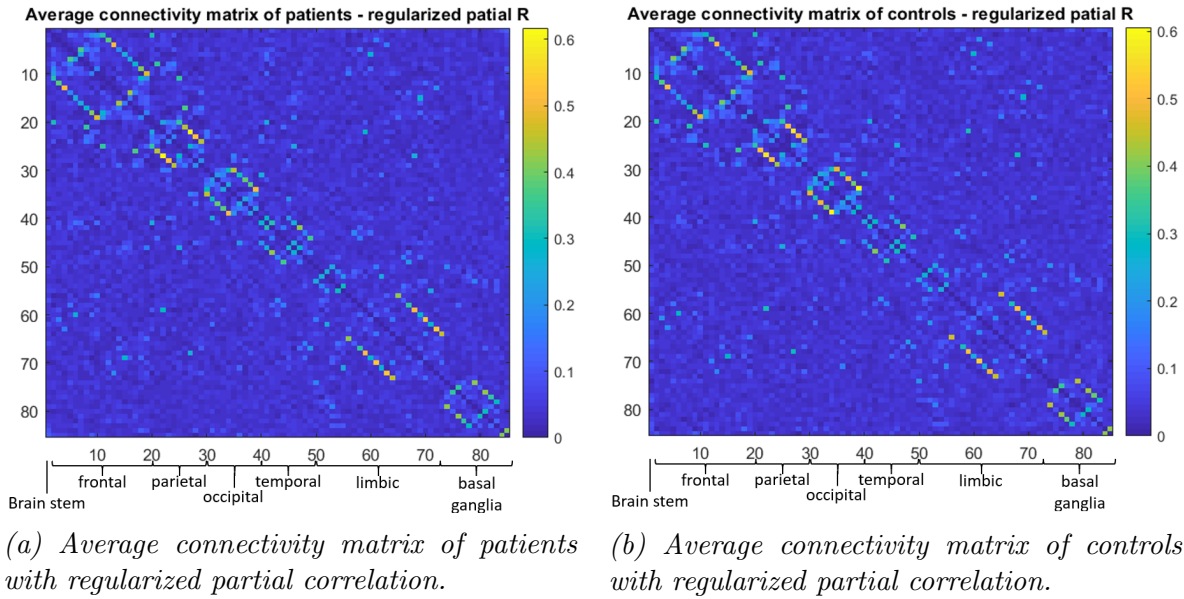 Average connectivity matrix of patients - regularized patial R
10
20
30
40
50
60
70
80
10 20 30 40 50 60 70 80
0.6
0.5
0.4
0.3
0.2
0.1
0
Brain stem
frontal
parietal
occipital
temporal
limbic
basal
ganglia
(a) Average connectivity matrix of patients
with regularized partial correlation.
Average connectivity matrix of controls - regularized patial R
10
20
30
40
50
60
70
80
10 20 30 40 50 60 70 80
0.6
0.5
0.4
0.3
0.2
0.1
0
Brain stem
frontal
parietal
occipital
temporal
limbic
basal
ganglia
(b) Average connectivity matrix of controls
with regularized partial correlation.